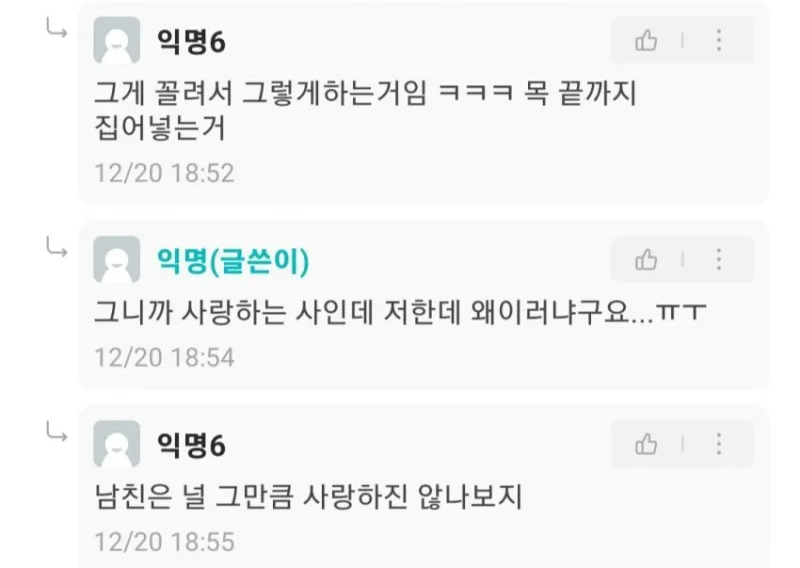 익명6
그게 꼴려서 그렇게하는거임 ㅋㅋㅋ 목 끝까지
집어넣는거
12/20 18:52
익명(글쓴이)
그니까 사랑하는 사인데 저한데 왜이러냐구요...ㅠㅜ
12/20 18:54
익명6
남친은 널 그만큼 사랑하진 않나보지
12/20 18:55